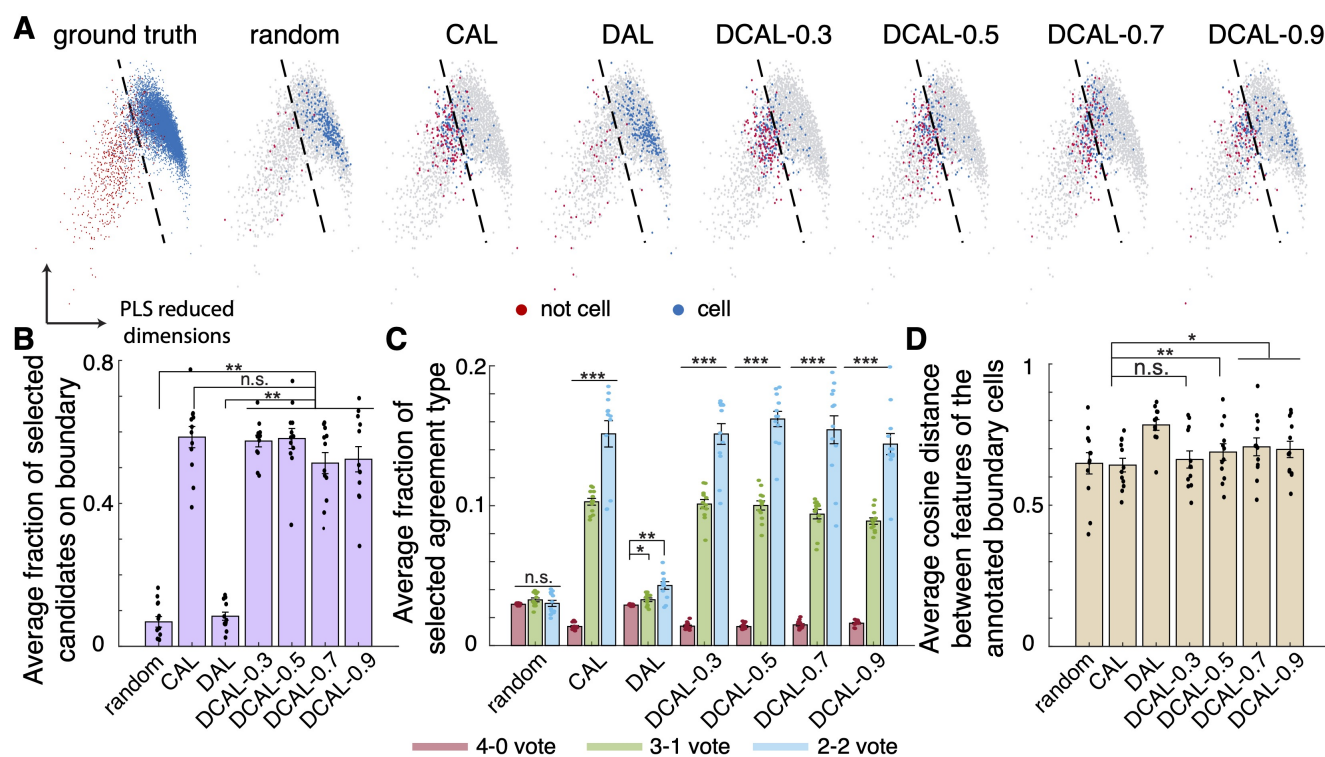 A
ground truth
random
CAL
DAL
DCAL-0.3
DCAL-0.5
DCAL-0.7
DCAL-0.9
PLS reduced
dimensions
not cell
cell
B
Average fraction of selected
candidates on boundary
0.8
0.4
0
**
n.s.
**
random
CAL
DAL
DCAL-0.3
DCAL-0.5
DCAL-0.7
DCAL-0.9
C
Average fraction of
selected agreement type
0.2
0.1
0
n.s.
***
*
**
***
***
***
***
random
CAL
DAL
DCAL-0.3
DCAL-0.5
DCAL-0.7
DCAL-0.9
4-0 vote
3-1 vote
2-2 vote
D
Average cosine distance
between features of the
annotated boundary cells
1
0.5
0
*
**
n.s.
random
CAL
DAL
DCAL-0.3
DCAL-0.5
DCAL-0.7
DCAL-0.9